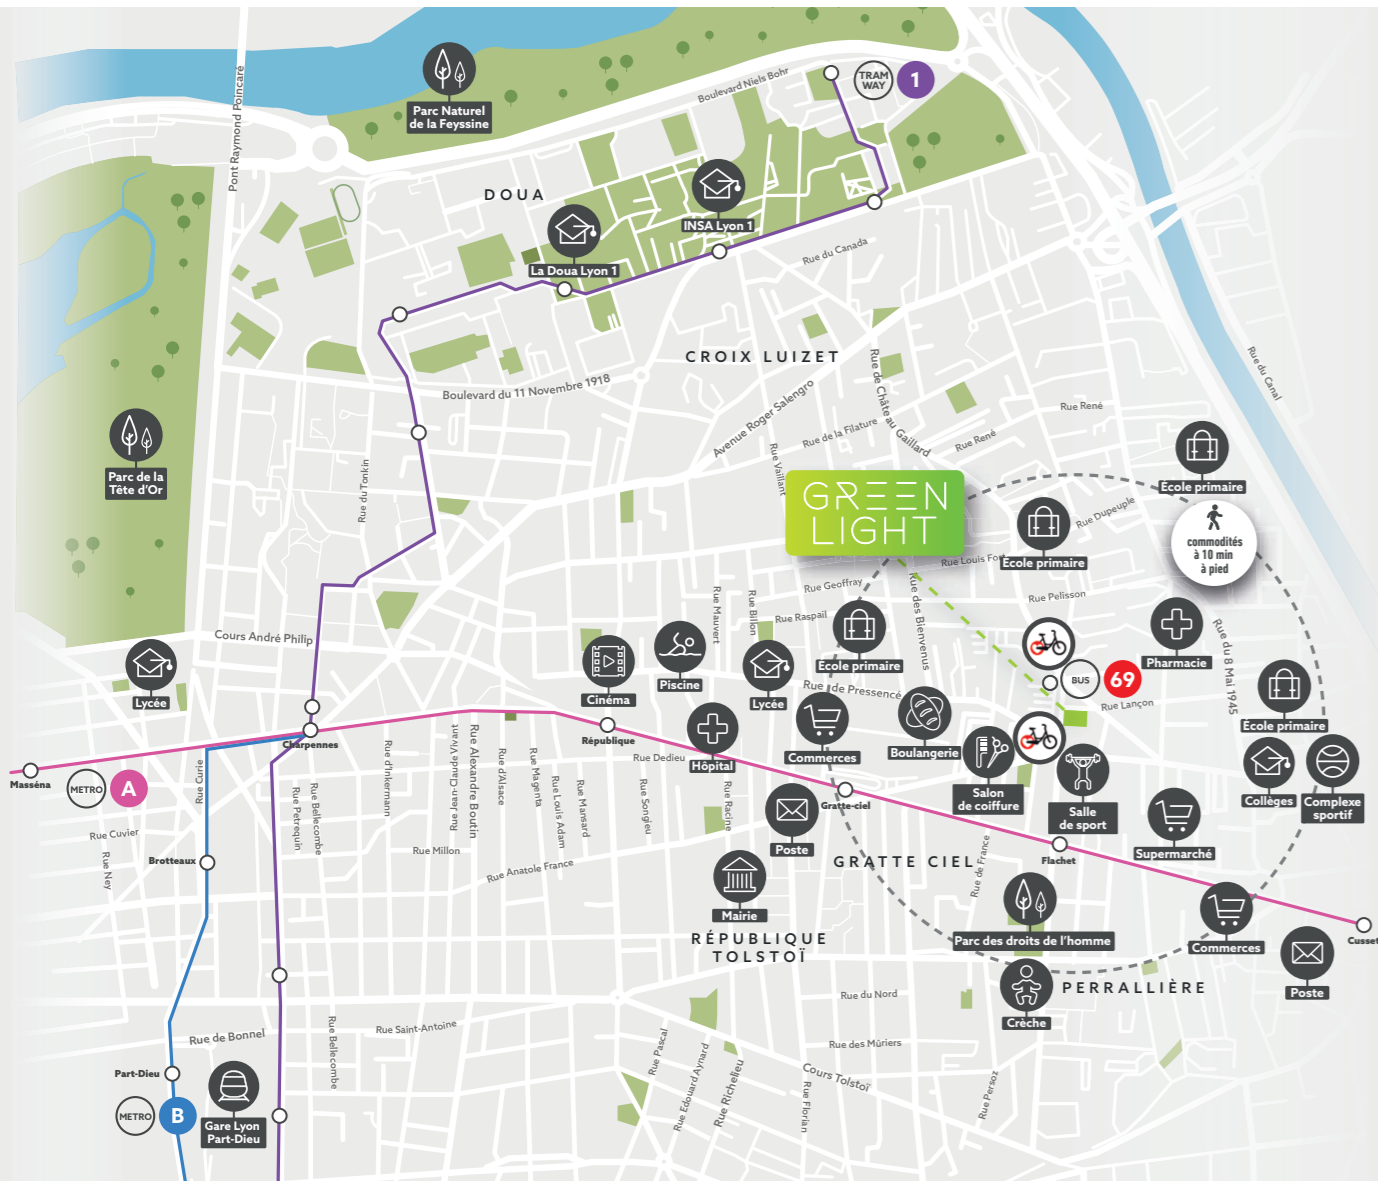 Pont Raymond Poincaré
Parc Naturel
de la Feyssine
Boulevard Niels Bohr
TRAM
WAY
1
DOUA
INSA Lyon 1
La Doua Lyon 1
Rue du Canada
CROIX LUIZET
Boulevard du 11 Novembre 1918
Avenue Roger Salengro
Rue de Château Gaillard
Rue du Canal
Rue René
Rue de la Filature
Rue René
Rue Vaillant
Parc de la
Tête d'Or
Rue du Tonkin
École primaire
GREEN
LIGHT
Rue Dupeuple
commodités
à 10 min
à pied
Rue Louis For
École primaire
Rue Geoffray
Rue Pelisson
Rue Mauvert
Rue Billon
Rue Raspail
Rue des Bienvenus
Rue du 8 Mai 1945
Cours André Philip
École primaire
Pharmacie
Lycée
Cinéma
Piscine
Lycée
Rue de Pressencé
BUS
69
Rue Lançon
École primaire
Charpennes
République
Boulangerie
Commerces
Rue Dedieu
Hôpital
Masséna
METRO
A
Rue Curie
Rue Petrequin
Rue Bellecombe
Rue d'Inkermann
Rue Jean-Claude Vivant
Rue Alexandre Boutin
Rue d'Alsace
Rue Magenta
Rue Louis Adam
Rue Mansard
Rue Songieu
Rue Racine
Gratte-ciel
Salon
de coiffure
Salle
de sport
Collèges
Complexe
sportif
Rue Cuvier
Rue Ney
Brotteaux
Rue Millon
Rue Anatole France
Poste
GRATTE CIEL
Rue de France
Flachet
Supermarché
Mairie
RÉPUBLIQUE
TOLSTOÏ
Parc des droits de l'homme
Commerces
Cusset
Poste
PERRALLIÈRE
Crèche
Rue du Nord
Rue de Bonnel
Rue Bellecombe
Rue Saint-Antoine
Rue Pascal
Rue Edouard Aynard
Rue Richelieu
Rue des Mûriers
Cours Tolstoï
Rue Florian
Rue Persoz
Part-Dieu
METRO
B
Gare Lyon
Part-Dieu